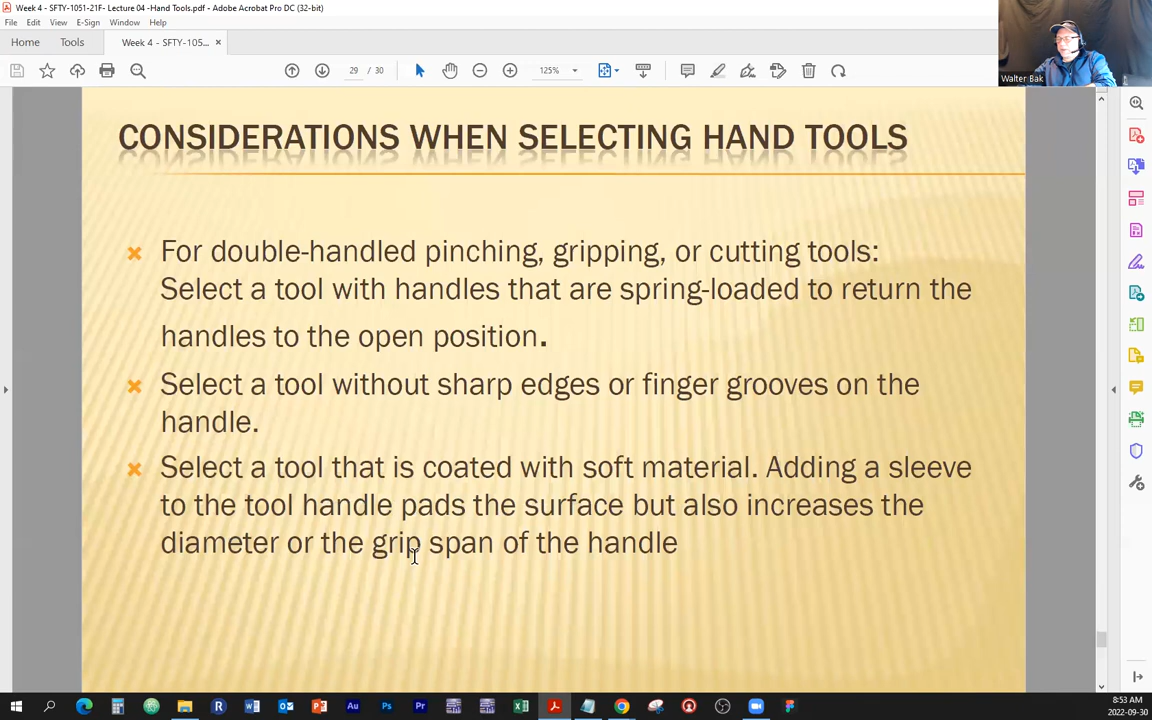 Week 4 - SFTY-1051-21F- Lecture 04 -Hand Tools.pdf - Adobe Acrobat Pro DC (32-bit)
File Edit View E-Sign Window Help
Home Tools Week 4 - SFTY-105...
29 / 30 125%
Walter Bak
CONSIDERATIONS WHEN SELECTING HAND TOOLS
For double-handled pinching, gripping, or cutting tools:
Select a tool with handles that are spring-loaded to return the
handles to the open position.
Select a tool without sharp edges or finger grooves on the
handle.
Select a tool that is coated with soft material. Adding a sleeve
to the tool handle pads the surface but also increases the
diameter or the grip span of the handle
8:53 AM
2022-09-30